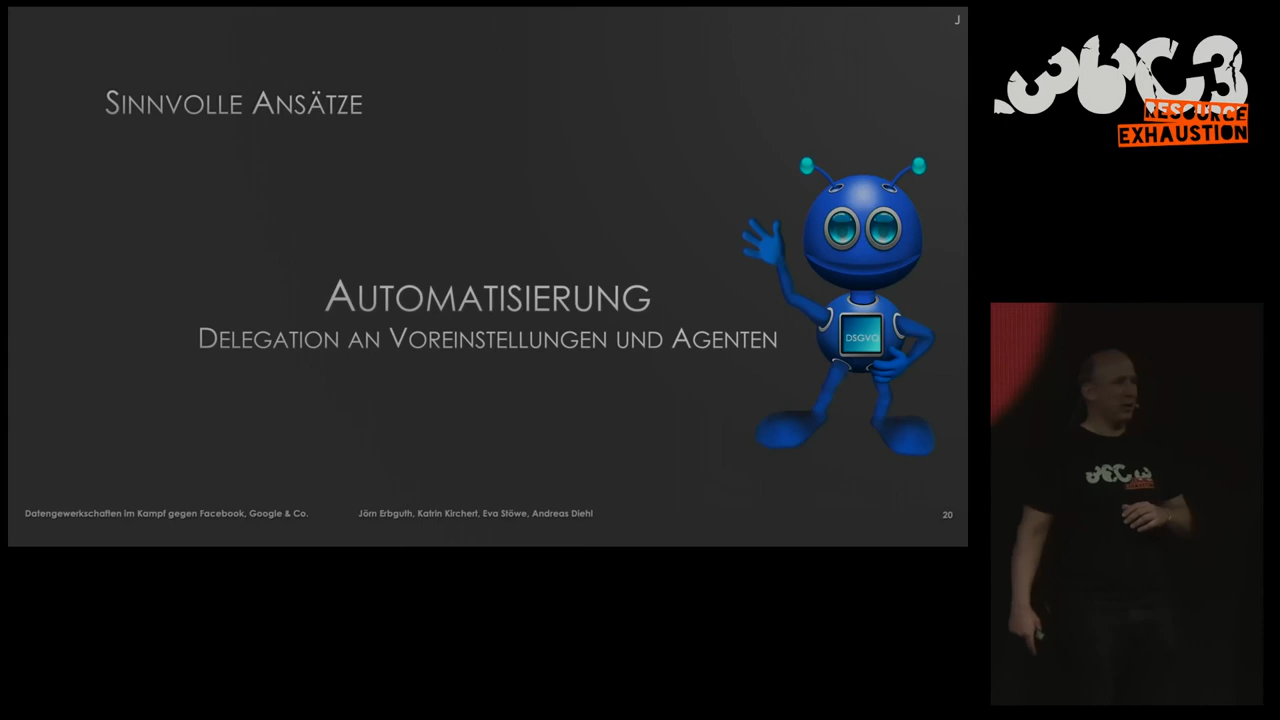 J
SINNVOLLE ANSÄTZE
AUTOMATISIERUNG
DELEGATION AN VOREINSTELLUNGEN UND AGENTEN
DSGVO
Datengewerkschaften im Kampf gegen Facebook, Google & Co. Jörn Erbguth, Katrin Kirchert, Eva Stöwe, Andreas Diehl 20
36C3
RESOURCE
EXHAUSTION
36C3